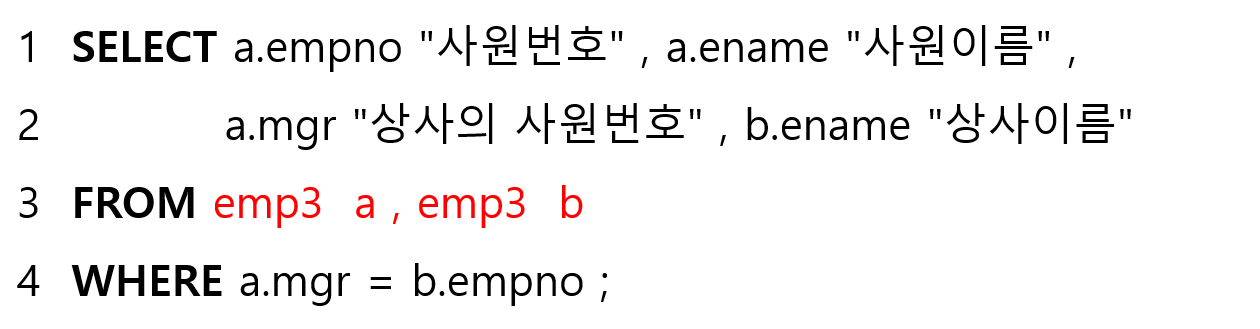 1 SELECT a.empno "사원번호" , a.ename "사원이름" ,
2 a.mgr "상사의 사원번호" , b.ename "상사이름"
3 FROM emp3 a , emp3 b
4 WHERE a.mgr = b.empno ;